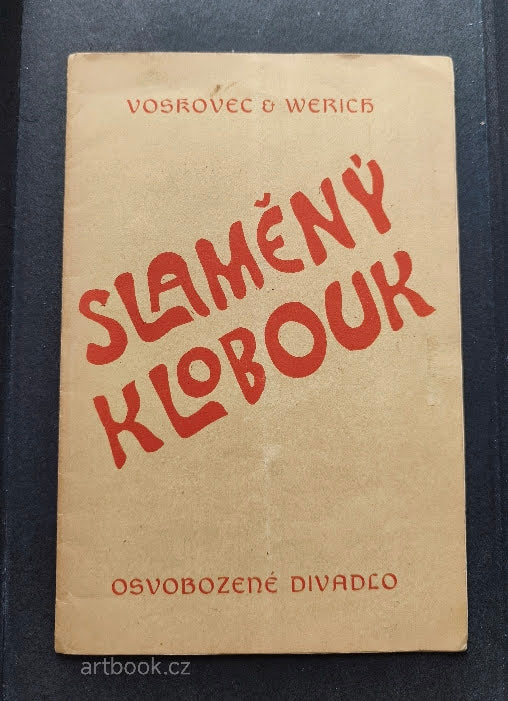 VOSKOVEC & WERICH
SLAMĚNÝ
KLOBOUK
OSVOBOZENÉ DIVADLO
artbook.cz